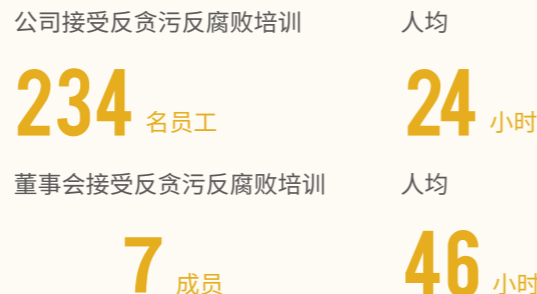 公司接受反贪污反腐败培训 人均
234 名员工 24 小时
董事会接受反贪污反腐败培训 人均
7 成员 46 小时